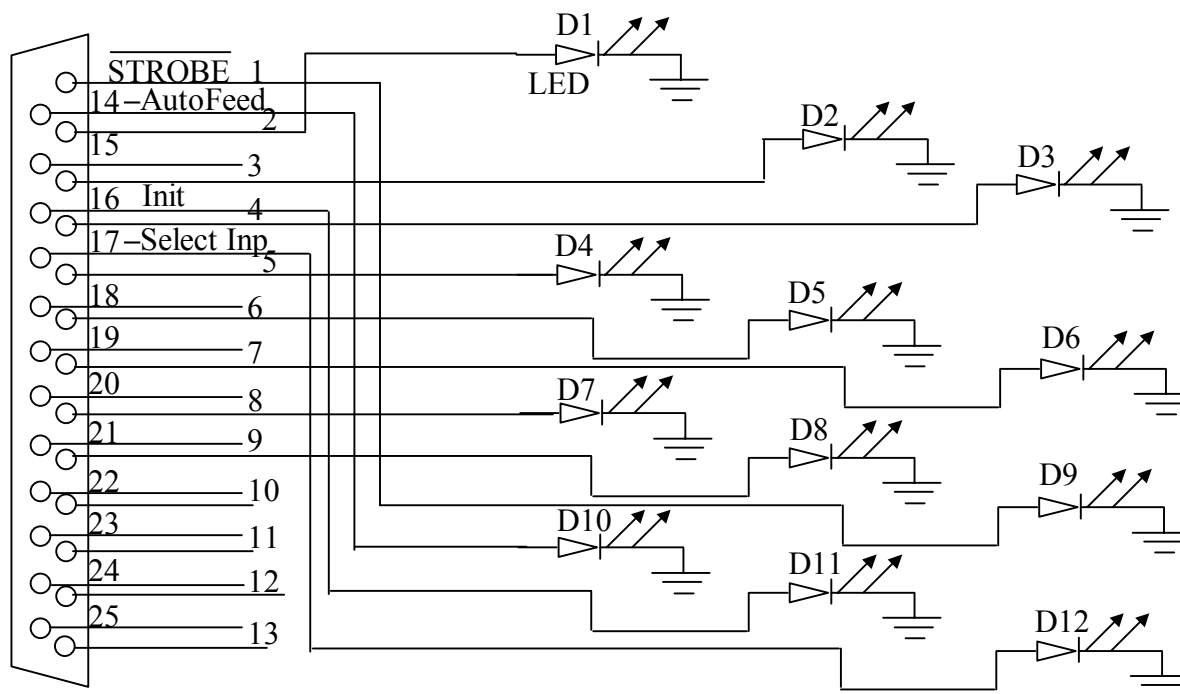 D1
STROBE 1
LED
14 –AutoFeed
2
D2
15
3
D3
16 Init
4
17 –Select Inp
5
D4
18
6
D5
19
7
D6
20
8
D7
21
9
D8
22
10
D9
23
11
D10
24
12
D11
25
13
D12